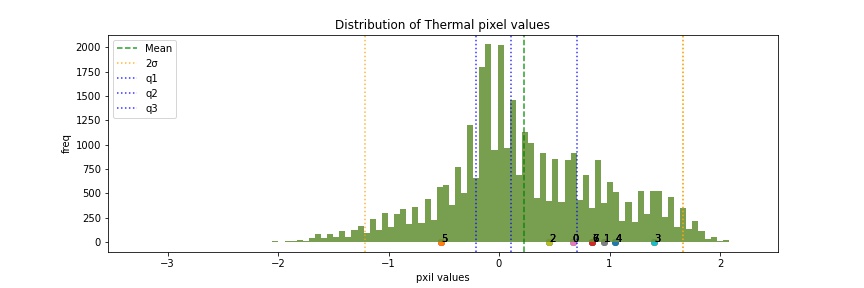 Distribution of Thermal pixel values
Mean
2σ
q1
q2
q3
freq
2000
1750
1500
1250
1000
750
500
250
0
5
2
0
1
4
3
−3
−2
−1
0
1
2
pxil values